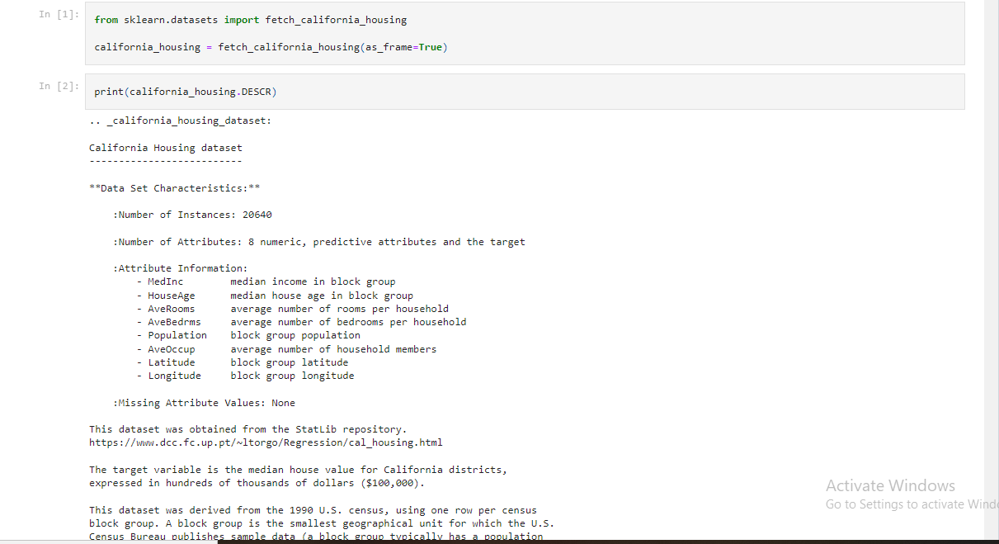 In [1]:
from sklearn.datasets import fetch_california_housing
california_housing = fetch_california_housing(as_frame=True)
In [2]:
print(california_housing.DESCR)
.. _california_housing_dataset:
California Housing dataset
--------------------------
**Data Set Characteristics:**
:Number of Instances: 20640
:Number of Attributes: 8 numeric, predictive attributes and the target
:Attribute Information:
- MedInc        median income in block group
- HouseAge      median house age in block group
- AveRooms      average number of rooms per household
- AveBedrms     average number of bedrooms per household
- Population    block group population
- AveOccup      average number of household members
- Latitude      block group latitude
- Longitude     block group longitude
:Missing Attribute Values: None
This dataset was obtained from the StatLib repository.
https://www.dcc.fc.up.pt/~ltorgo/Regression/cal_housing.html
The target variable is the median house value for California districts,
expressed in hundreds of thousands of dollars ($100,000).
This dataset was derived from the 1990 U.S. census, using one row per census
block group. A block group is the smallest geographical unit for which the U.S.
Census Bureau publishes sample data (a block group typically has a population
Activate Windows
Go to Settings to activate Wind